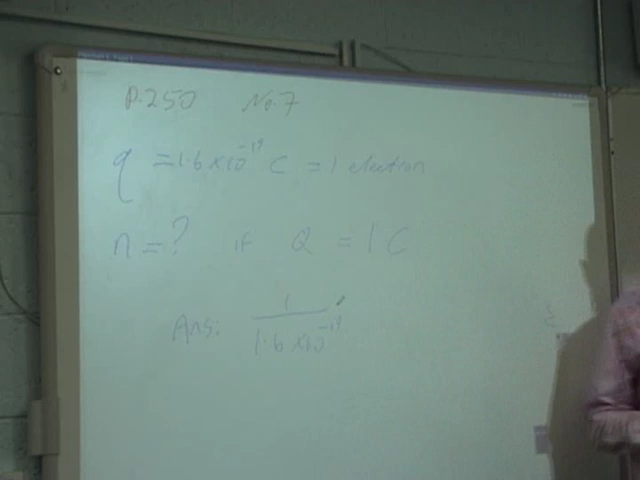 P.250 No.7
q = 1.6 x 10⁻¹⁹ C = 1 electron
n = ? if Q = 1 C
Ans: 1
1.6 x 10⁻¹⁹